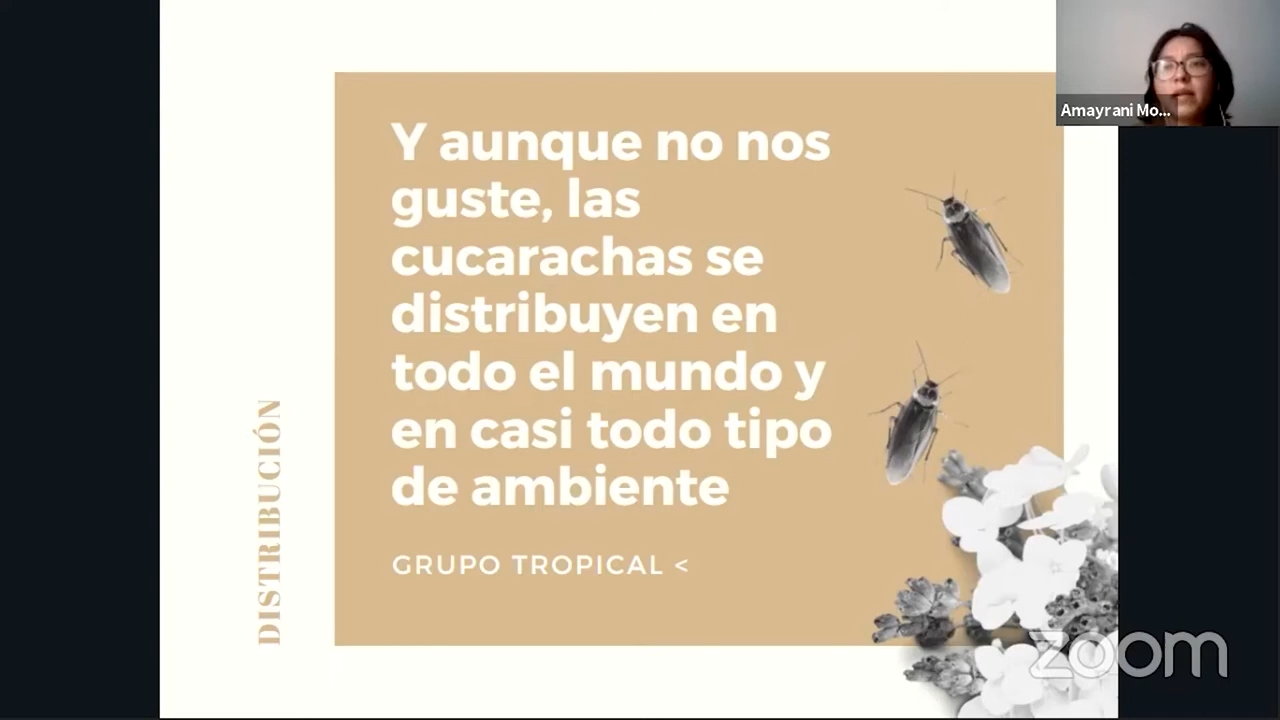 Y aunque no nos
guste, las
cucarachas se
distribuyen en
todo el mundo y
en casi todo tipo
de ambiente
GRUPO TROPICAL <
DISTRIBUCIÓN
Amayrani Mo...
zoom